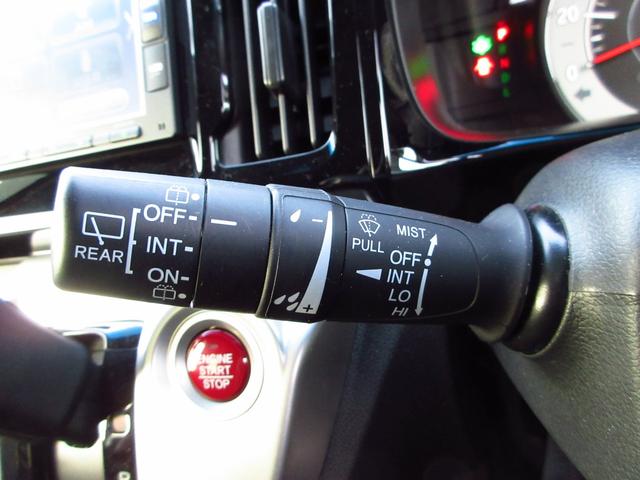 P
R
N
D
L
20
0
REAR
OFF
INT
ON
− +
PULL
MIST
OFF
INT
LO
HI
ENGINE
START
STOP
P